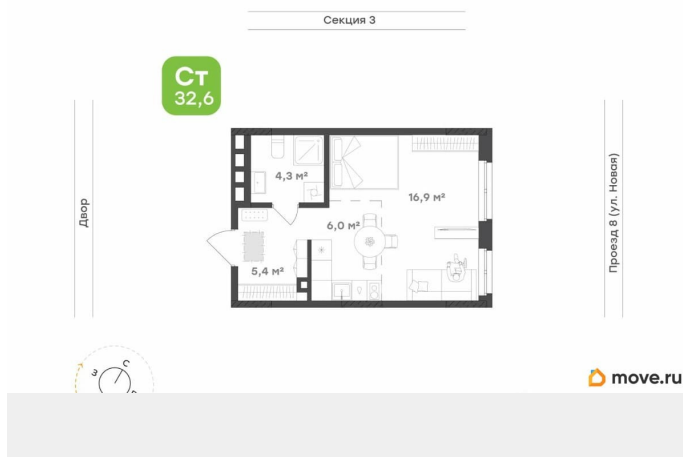 Секция 3
Ст
32,6
4,3 м²
16,9 м²
6,0 м²
5,4 м²
Двор
Проезд 8 (ул. Новая)
С
З
move.ru